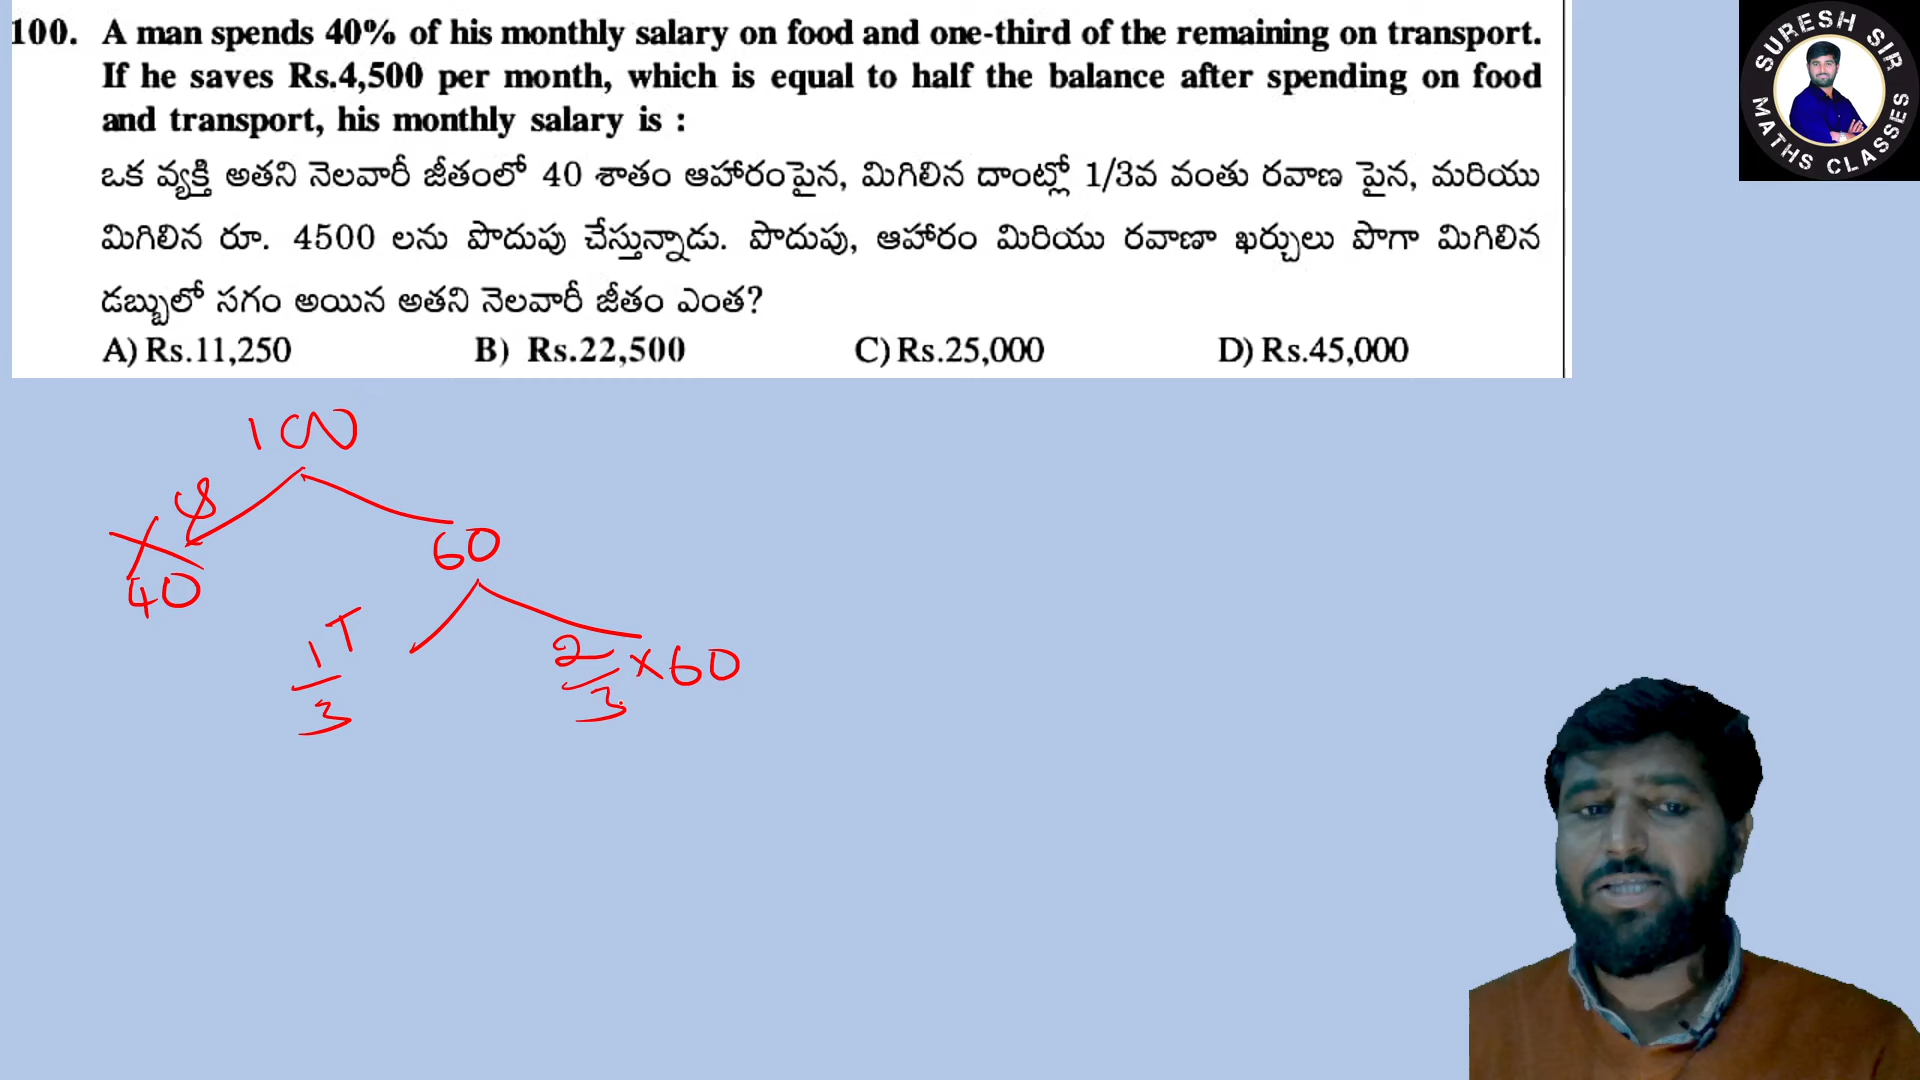 100. A man spends 40% of his monthly salary on food and one-third of the remaining on transport.
If he saves Rs.4,500 per month, which is equal to half the balance after spending on food
and transport, his monthly salary is :
ఒక వ్యక్తి అతని నెలవారీ జీతంలో 40 శాతం ఆహారంపైన, మిగిలిన దాంట్లో 1/3వ వంతు రవాణ పైన, మరియు
మిగిలిన రూ. 4500 లను పొదుపు చేస్తున్నాడు. పొదుపు, ఆహారం మిరియు రవాణా ఖర్చులు పొగా మిగిలిన
డబ్బులో సగం అయిన అతని నెలవారీ జీతం ఎంత?
A) Rs.11,250 B) Rs.22,500 C) Rs.25,000 D) Rs.45,000
SURESH SIR
MATHS CLASSES
100
40
60
1/3 T
2/3 ×60